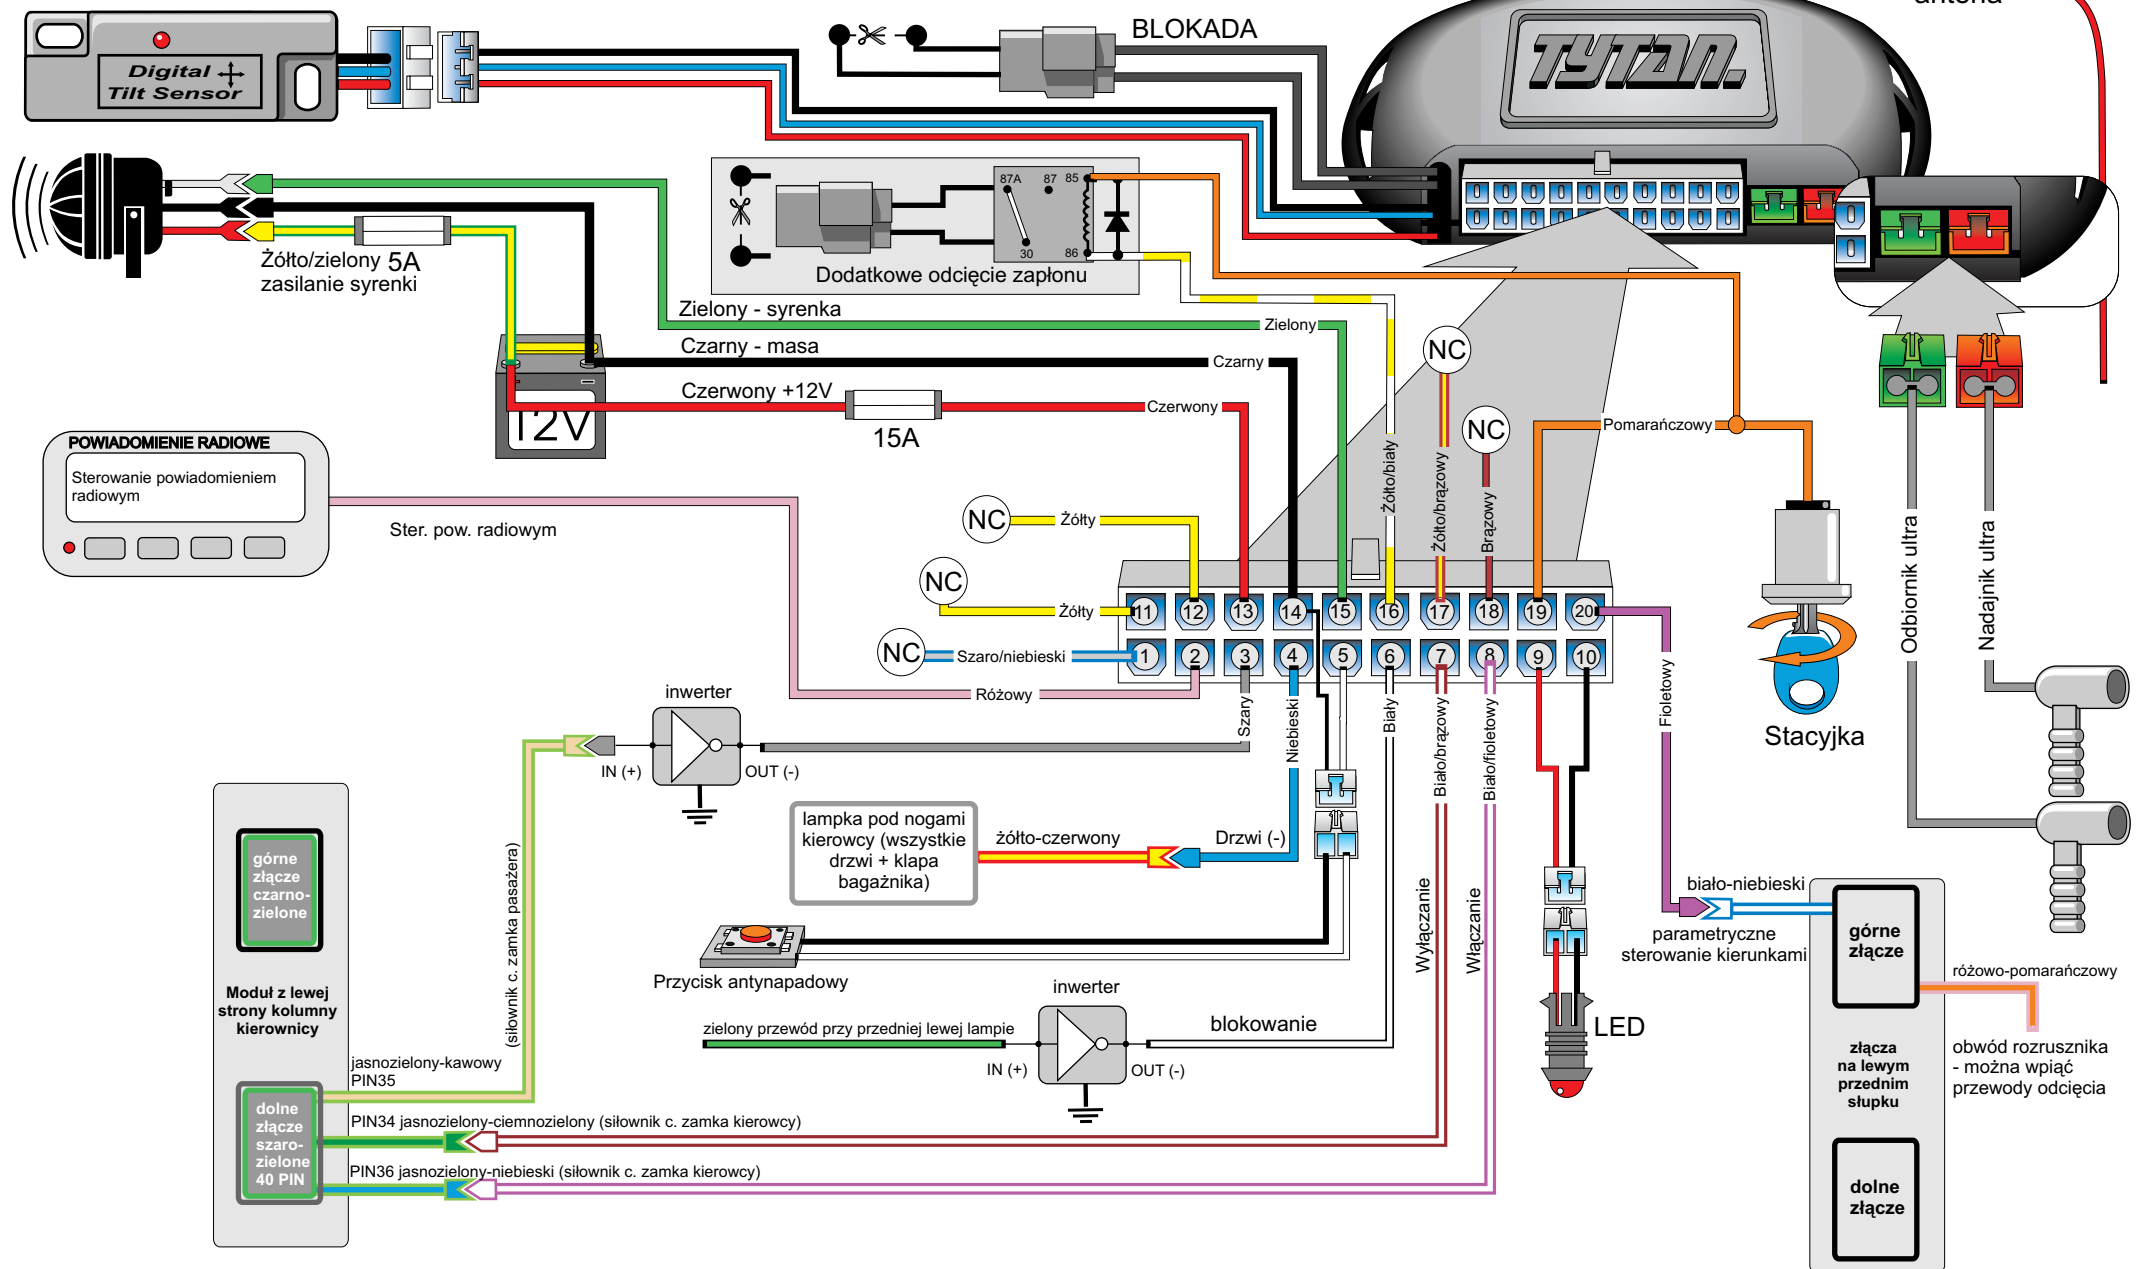 antena
BLOKADA
TYTAN.
Digital
Tilt Sensor
87A 87 85
30 86
Dodatkowe odcięcie zapłonu
Żółto/zielony 5A
zasilanie syrenki
Zielony - syrenka
Zielony
Czarny - masa
Czarny
Czerwony +12V
Czerwony
15A
12V
NC
NC
Pomarańczowy
POWIADOMIENIE RADIOWE
Sterowanie powiadomieniem
radiowym
Ster. pow. radiowym
Żółto/biały
Żółto/brązowy
Brązowy
NC
Żółty
NC
Żółty
NC
Szaro/niebieski
Różowy
11 12 13 14 15 16 17 18 19 20
1 2 3 4 5 6 7 8 9 10
Odbiornik ultra
Nadajnik ultra
Stacyjka
Fioletowy
inwerter
IN (+)
OUT (-)
Szary
Niebieski
Biały
Biało/brązowy
Biało/fioletowy
lampka pod nogami
kierowcy (wszystkie
drzwi + klapa
bagażnika)
żółto-czerwony
Drzwi (-)
Przycisk antynapadowy
Wyłączanie
Włączanie
inwerter
zielony przewód przy przedniej lewej lampie
IN (+)
OUT (-)
blokowanie
LED
biało-niebieski
parametryczne
sterowanie kierunkami
górne
złącze
różowo-pomarańczowy
złącza
na lewym
przednim
słupku
obwód rozrusznika
- można wpiąć
przewody odcięcia
dolne
złącze
górne
złącze
czarno-
zielone
Moduł z lewej
strony kolumny
kierownicy
dolne
złącze
szaro-
zielone
40 PIN
(siłownik c. zamka pasażera)
jasnozielony-kawowy
PIN35
PIN34 jasnozielony-ciemnozielony (siłownik c. zamka kierowcy)
PIN36 jasnozielony-niebieski (siłownik c. zamka kierowcy)